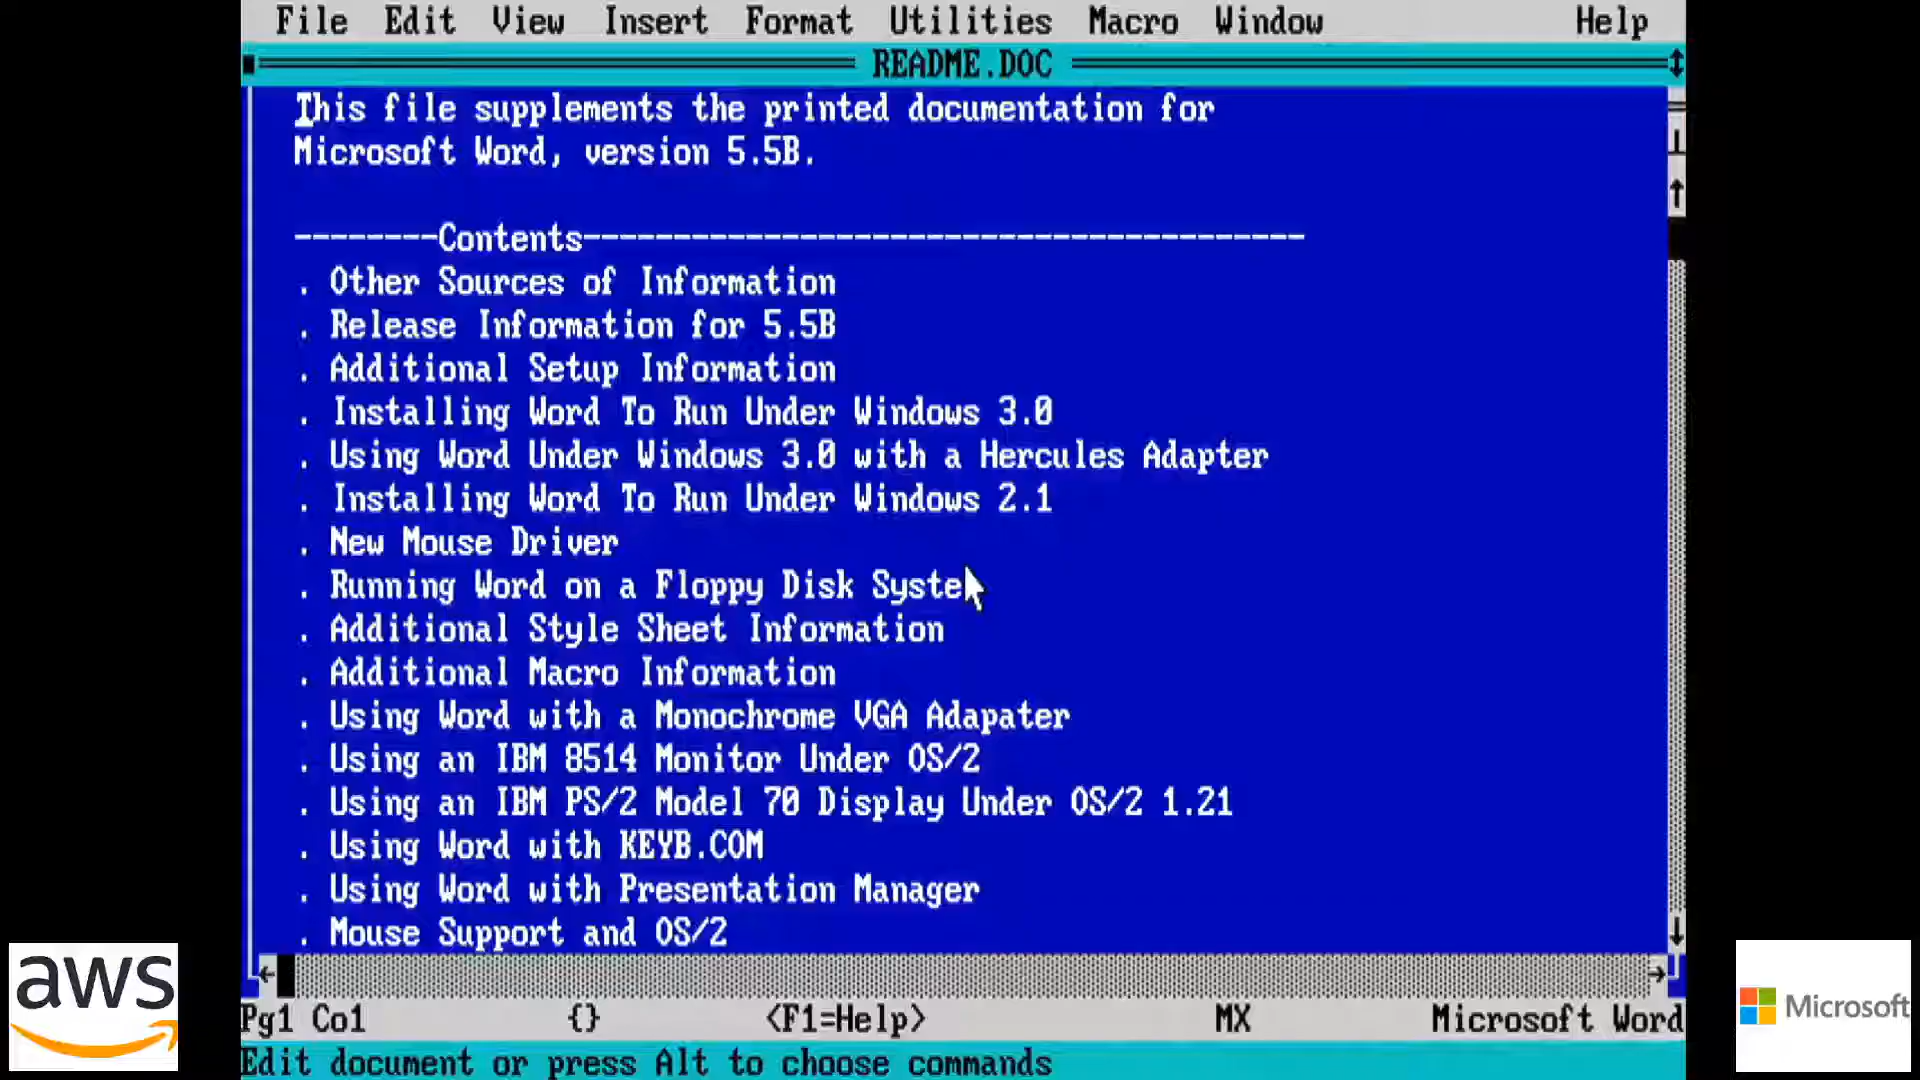 File Edit View Insert Format Utilities Macro Window Help
README.DOC
This file supplements the printed documentation for
Microsoft Word, version 5.5B.
--------Contents----------------------------------------
. Other Sources of Information
. Release Information for 5.5B
. Additional Setup Information
. Installing Word To Run Under Windows 3.0
. Using Word Under Windows 3.0 with a Hercules Adapter
. Installing Word To Run Under Windows 2.1
. New Mouse Driver
. Running Word on a Floppy Disk Syste
. Additional Style Sheet Information
. Additional Macro Information
. Using Word with a Monochrome VGA Adapater
. Using an IBM 8514 Monitor Under OS/2
. Using an IBM PS/2 Model 70 Display Under OS/2 1.21
. Using Word with KEYB.COM
. Using Word with Presentation Manager
. Mouse Support and OS/2
Pg1 Co1 {} <F1=Help> MX Microsoft Word
Edit document or press Alt to choose commands
aws
Microsoft